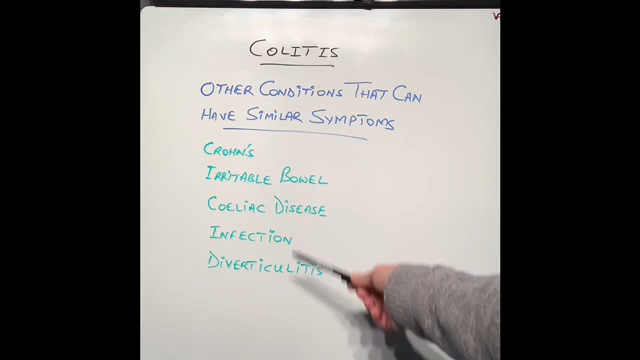 COLITIS
OTHER CONDITIONS THAT CAN
HAVE SIMILAR SYMPTOMS
CROHN'S
IRRITABLE BOWEL
COELIAC DISEASE
INFECTION
DIVERTICULITIS